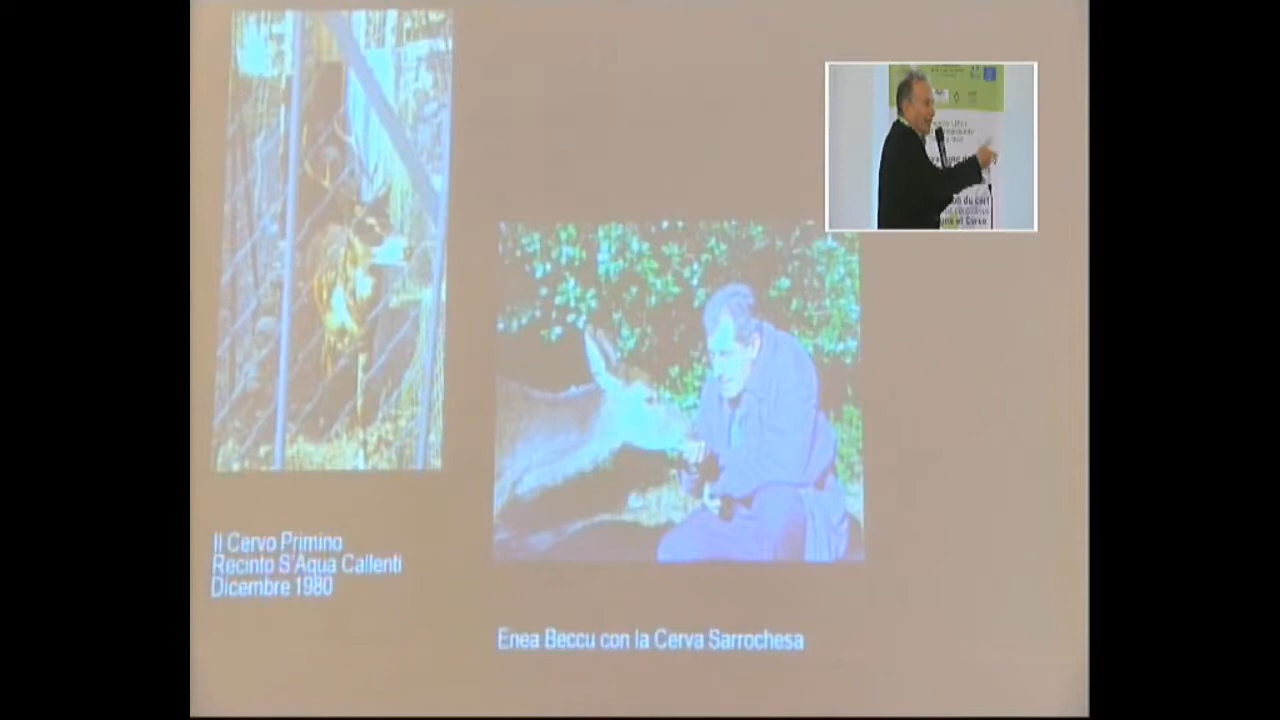 Il Cervo Primino
Recinto S'Aqua Callenti
Dicembre 1980
Enea Beccu con la Cerva Sarrochesa